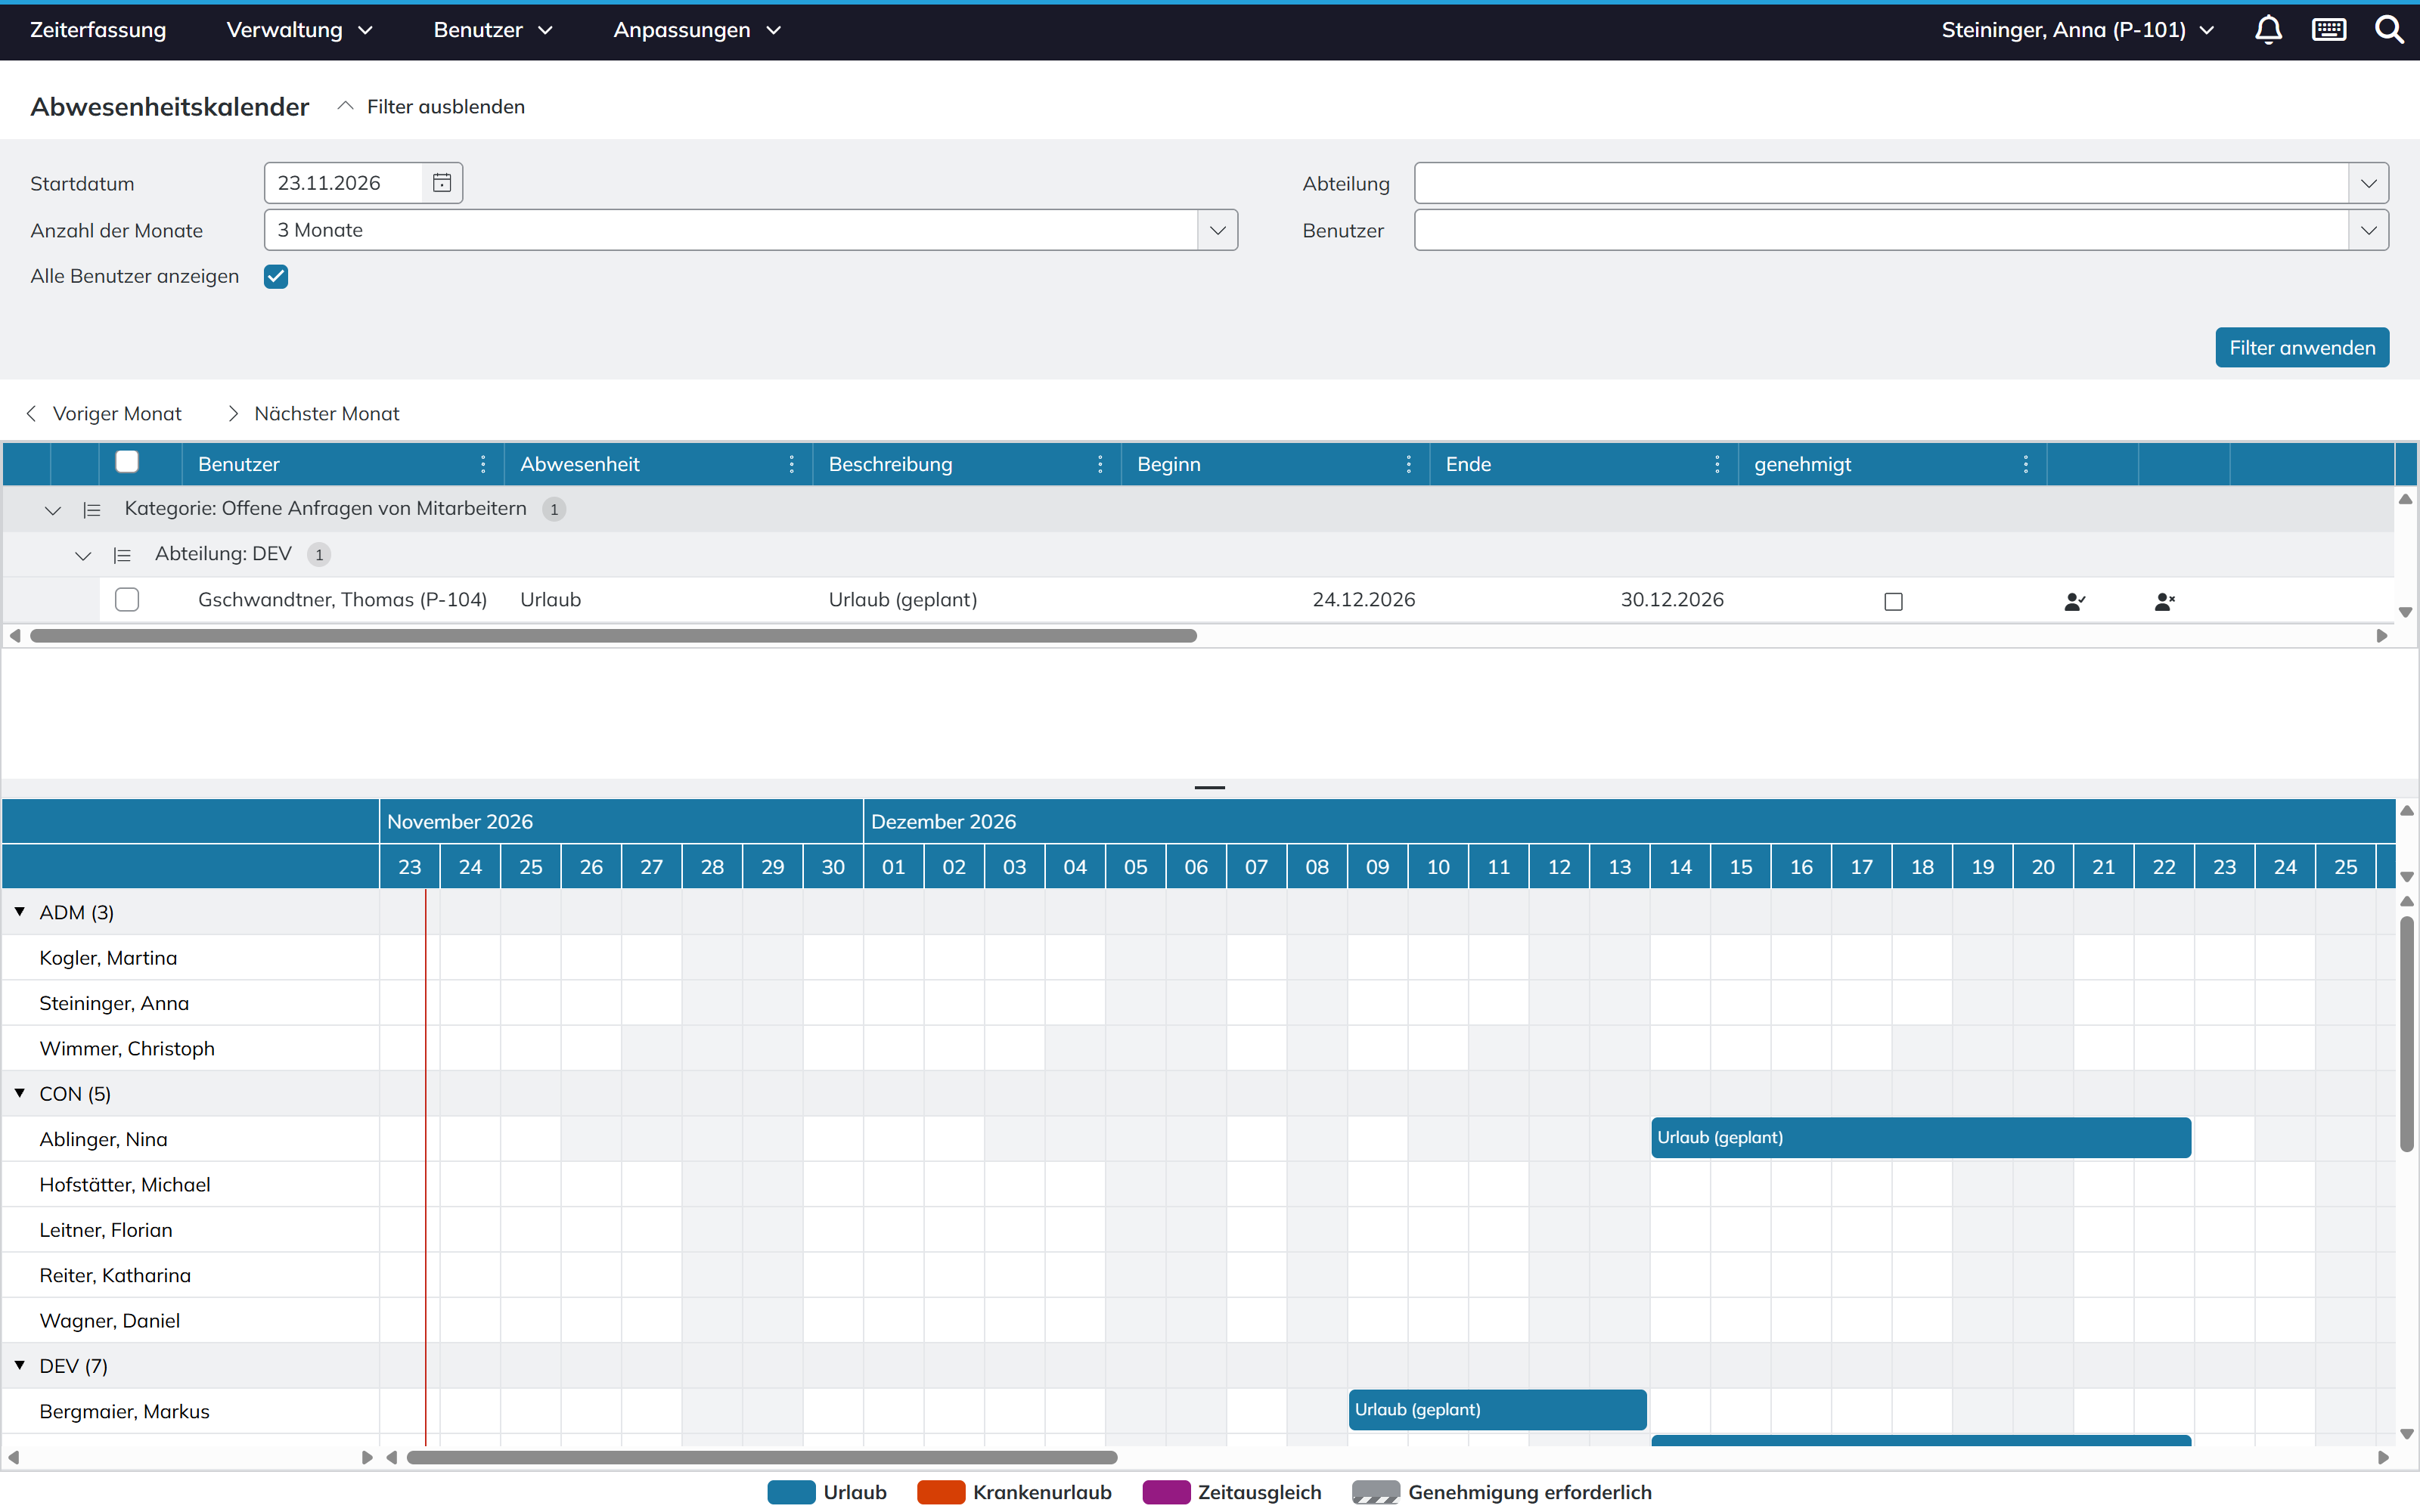 Zeiterfassung Verwaltung Benutzer Anpassungen Steininger, Anna (P-101)
Abwesenheitskalender Filter ausblenden
Startdatum 23.11.2026 Abteilung
Anzahl der Monate 3 Monate Benutzer
Alle Benutzer anzeigen
Filter anwenden
Voriger Monat Nächster Monat
Benutzer Abwesenheit Beschreibung Beginn Ende genehmigt
Kategorie: Offene Anfragen von Mitarbeitern 1
Abteilung: DEV 1
Gschwandtner, Thomas (P-104) Urlaub Urlaub (geplant) 24.12.2026 30.12.2026
November 2026 Dezember 2026
23 24 25 26 27 28 29 30 01 02 03 04 05 06 07 08 09 10 11 12 13 14 15 16 17 18 19 20 21 22 23 24 25
ADM (3)
Kogler, Martina
Steininger, Anna
Wimmer, Christoph
CON (5)
Ablinger, Nina Urlaub (geplant)
Hofstätter, Michael
Leitner, Florian
Reiter, Katharina
Wagner, Daniel
DEV (7)
Bergmaier, Markus Urlaub (geplant)
Urlaub Krankenurlaub Zeitausgleich Genehmigung erforderlich